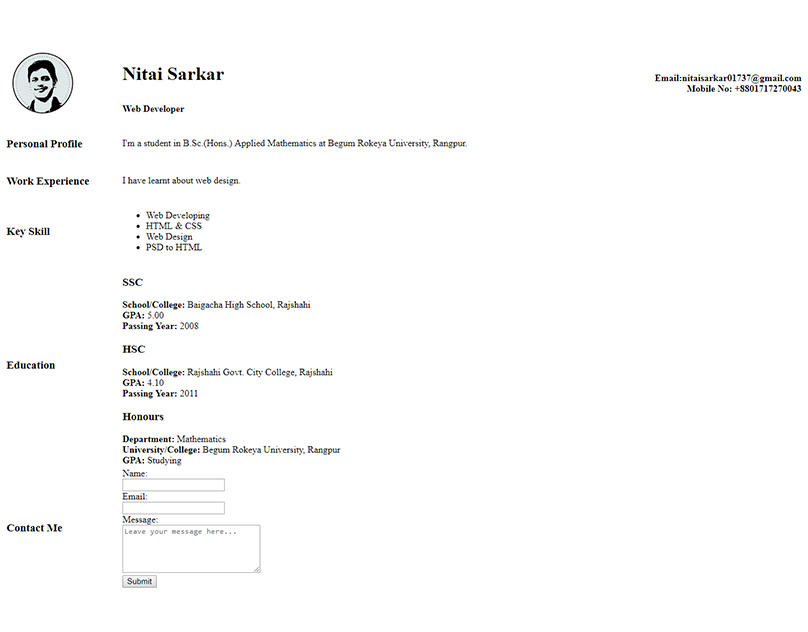 Nitai Sarkar
Web Developer
Email:nitaisarkar01737@gmail.com
Mobile No: +8801717270043
Personal Profile
I'm a student in B.Sc.(Hons.) Applied Mathematics at Begum Rokeya University, Rangpur.
Work Experience
I have learnt about web design.
Key Skill
Web Developing
HTML & CSS
Web Design
PSD to HTML
Education
SSC
School/College: Baigacha High School, Rajshahi
GPA: 5.00
Passing Year: 2008
HSC
School/College: Rajshahi Govt. City College, Rajshahi
GPA: 4.10
Passing Year: 2011
Honours
Department: Mathematics
University/College: Begum Rokeya University, Rangpur
GPA: Studying
Contact Me
Name:
Email:
Message:
Leave your message here...
Submit